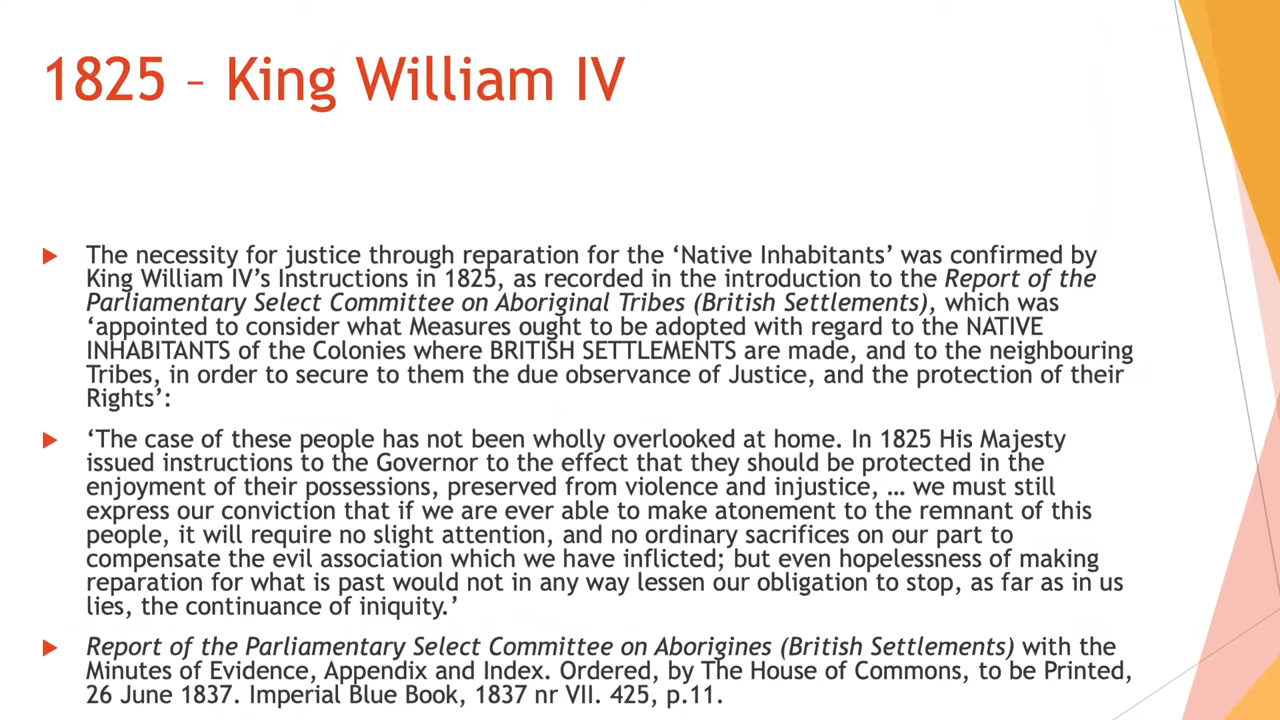 1825 – King William IV
The necessity for justice through reparation for the ‘Native Inhabitants’ was confirmed by
King William IV’s Instructions in 1825, as recorded in the introduction to the Report of the
Parliamentary Select Committee on Aboriginal Tribes (British Settlements), which was
‘appointed to consider what Measures ought to be adopted with regard to the NATIVE
INHABITANTS of the Colonies where BRITISH SETTLEMENTS are made, and to the neighbouring
Tribes, in order to secure to them the due observance of Justice, and the protection of their
Rights’:
‘The case of these people has not been wholly overlooked at home. In 1825 His Majesty
issued instructions to the Governor to the effect that they should be protected in the
enjoyment of their possessions, preserved from violence and injustice, … we must still
express our conviction that if we are ever able to make atonement to the remnant of this
people, it will require no slight attention, and no ordinary sacrifices on our part to
compensate the evil association which we have inflicted; but even hopelessness of making
reparation for what is past would not in any way lessen our obligation to stop, as far as in us
lies, the continuance of iniquity.’
Report of the Parliamentary Select Committee on Aborigines (British Settlements) with the
Minutes of Evidence, Appendix and Index. Ordered, by The House of Commons, to be Printed,
26 June 1837. Imperial Blue Book, 1837 nr VII. 425, p.11.